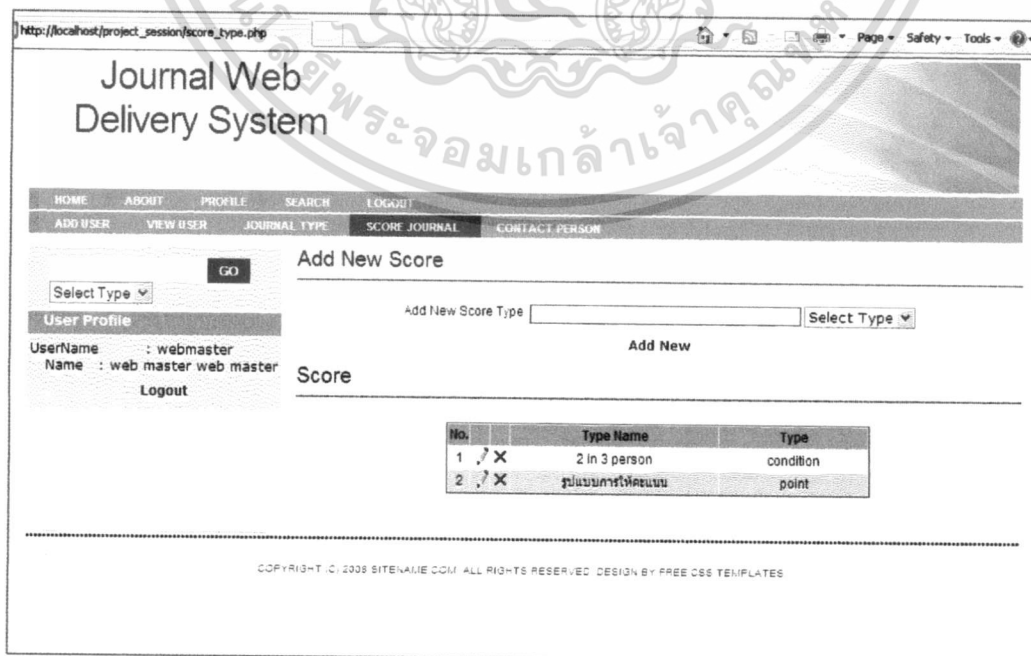 http://localhost/project_session/score_type.php
Page Safety Tools
Journal Web
Delivery System
พระจอมเกล้าเจ้าคุณ
HOME ABOUT PROFILE SEARCH LOGOUT
ADD USER VIEW USER JOURNAL TYPE SCORE JOURNAL CONTACT PERSON
GO
Select Type
User Profile
UserName : webmaster
Name : web master web master
Logout
Add New Score
Add New Score Type Select Type
Add New
Score
No. Type Name Type
1 2 in 3 person condition
2 รูปแบบการให้คะแนน point
COPYRIGHT (C) 2008 SITENAME.COM. ALL RIGHTS RESERVED. DESIGN BY FREE CSS TEMPLATES